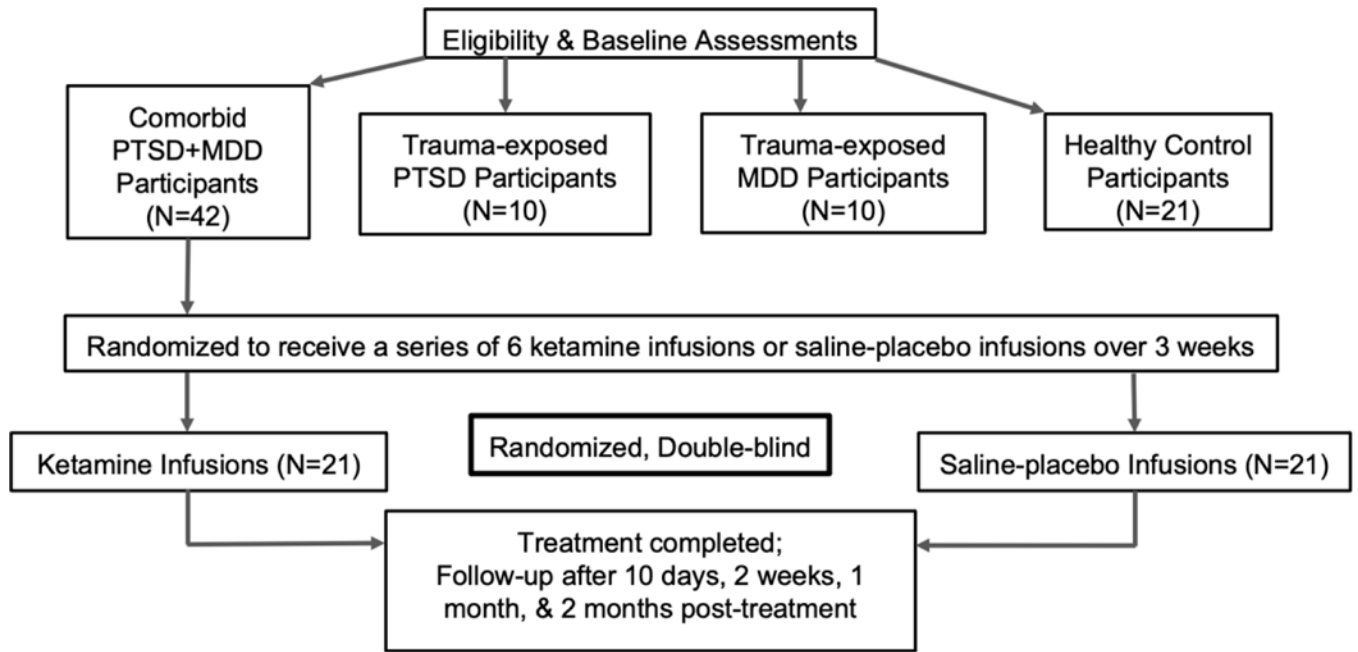 Eligibility & Baseline Assessments
Comorbid
PTSD+MDD
Participants
(N=42)
Trauma-exposed
PTSD Participants
(N=10)
Trauma-exposed
MDD Participants
(N=10)
Healthy Control
Participants
(N=21)
Randomized to receive a series of 6 ketamine infusions or saline-placebo infusions over 3 weeks
Ketamine Infusions (N=21)
Randomized, Double-blind
Saline-placebo Infusions (N=21)
Treatment completed;
Follow-up after 10 days, 2 weeks, 1
month, & 2 months post-treatment